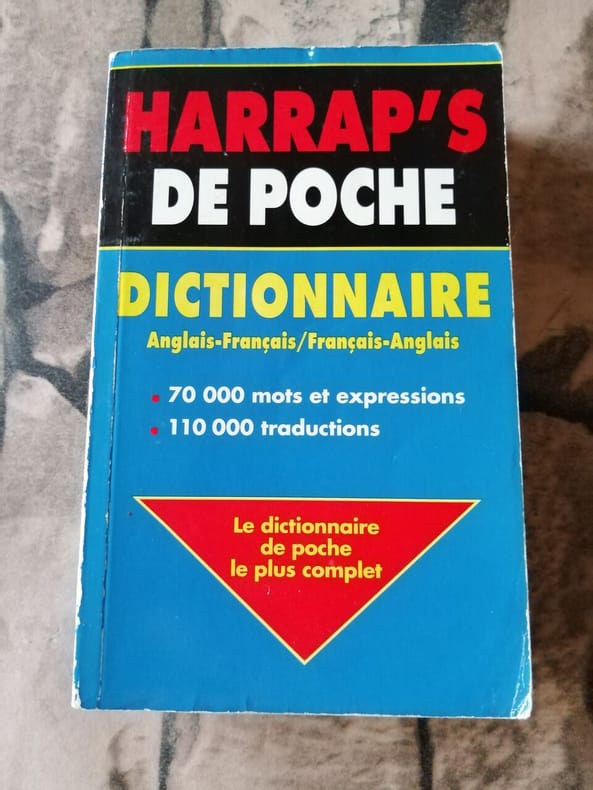 HARRAP'S
DE POCHE
DICTIONNAIRE
Anglais-Français/Français-Anglais
• 70 000 mots et expressions
• 110 000 traductions
Le dictionnaire
de poche
le plus complet